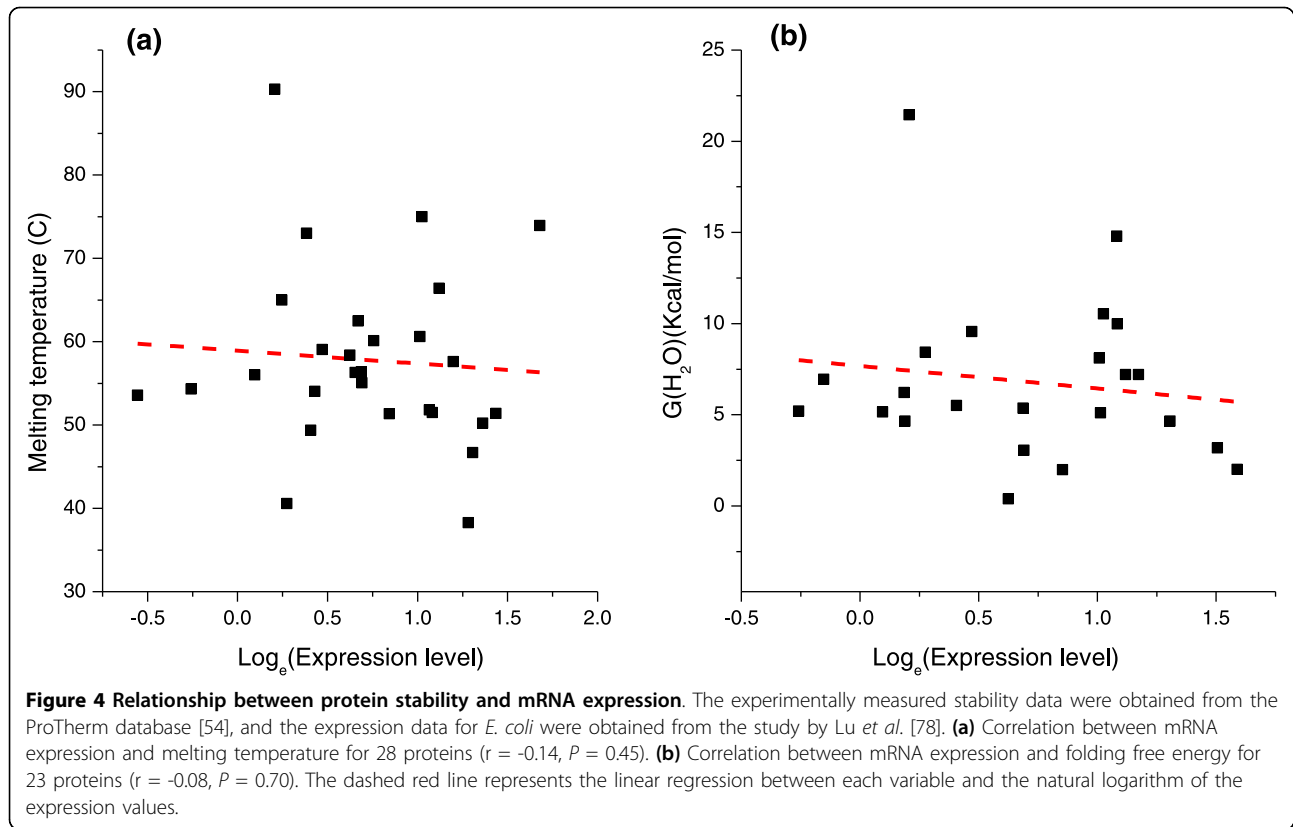 (a)
90
80
70
60
50
40
30
Melting temperature (C)
-0.5 0.0 0.5 1.0 1.5 2.0
Log_e(Expression level)
(b)
25
20
15
10
5
0
G(H₂O)(Kcal/mol)
-0.5 0.0 0.5 1.0 1.5
Log_e(Expression level)
Figure 4 Relationship between protein stability and mRNA expression. The experimentally measured stability data were obtained from the
ProTherm database [54], and the expression data for E. coli were obtained from the study by Lu et al. [78]. (a) Correlation between mRNA
expression and melting temperature for 28 proteins (r = -0.14, P = 0.45). (b) Correlation between mRNA expression and folding free energy for
23 proteins (r = -0.08, P = 0.70). The dashed red line represents the linear regression between each variable and the natural logarithm of the
expression values.